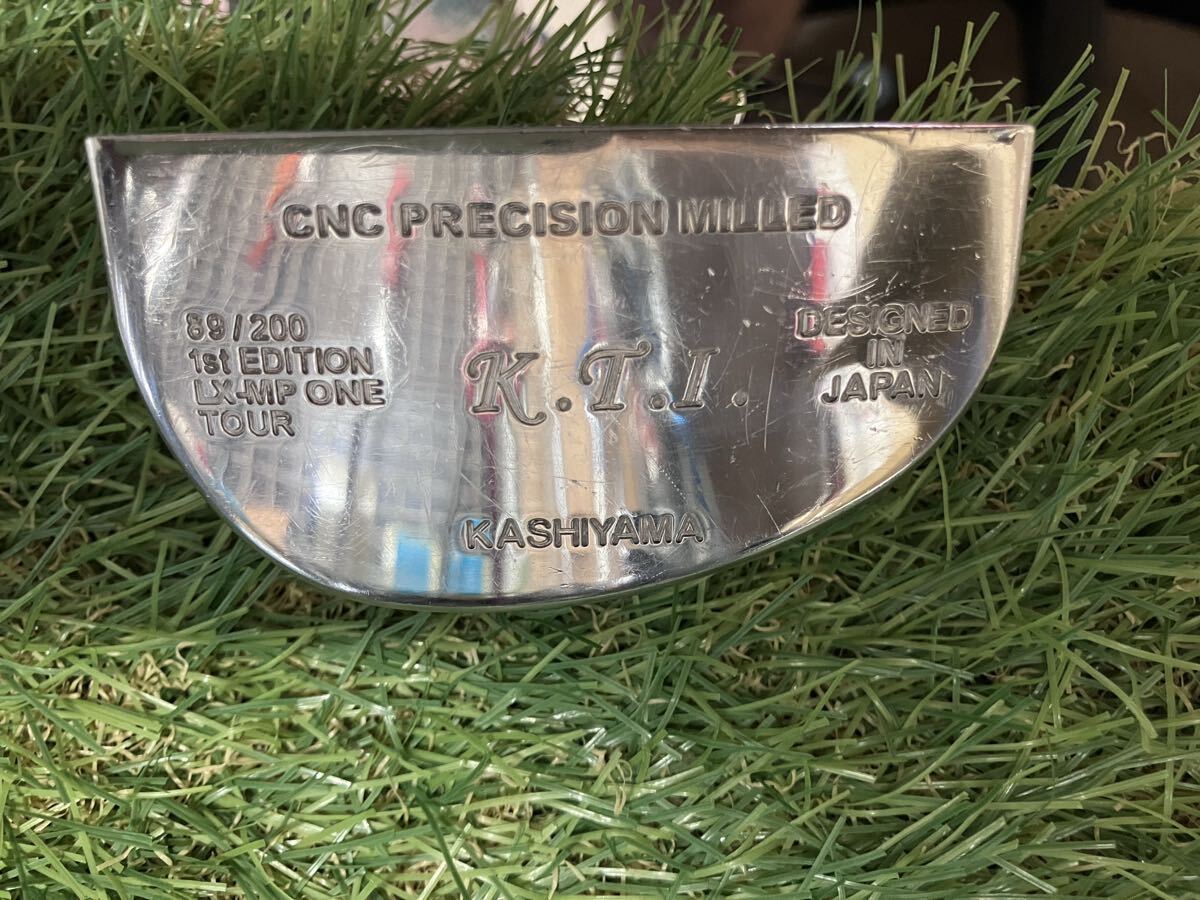 CNC PRECISION MILLED
89/200
1st EDITION
LX-MP ONE
TOUR
K.T.I.
DESIGNED
IN
JAPAN
KASHIYAMA